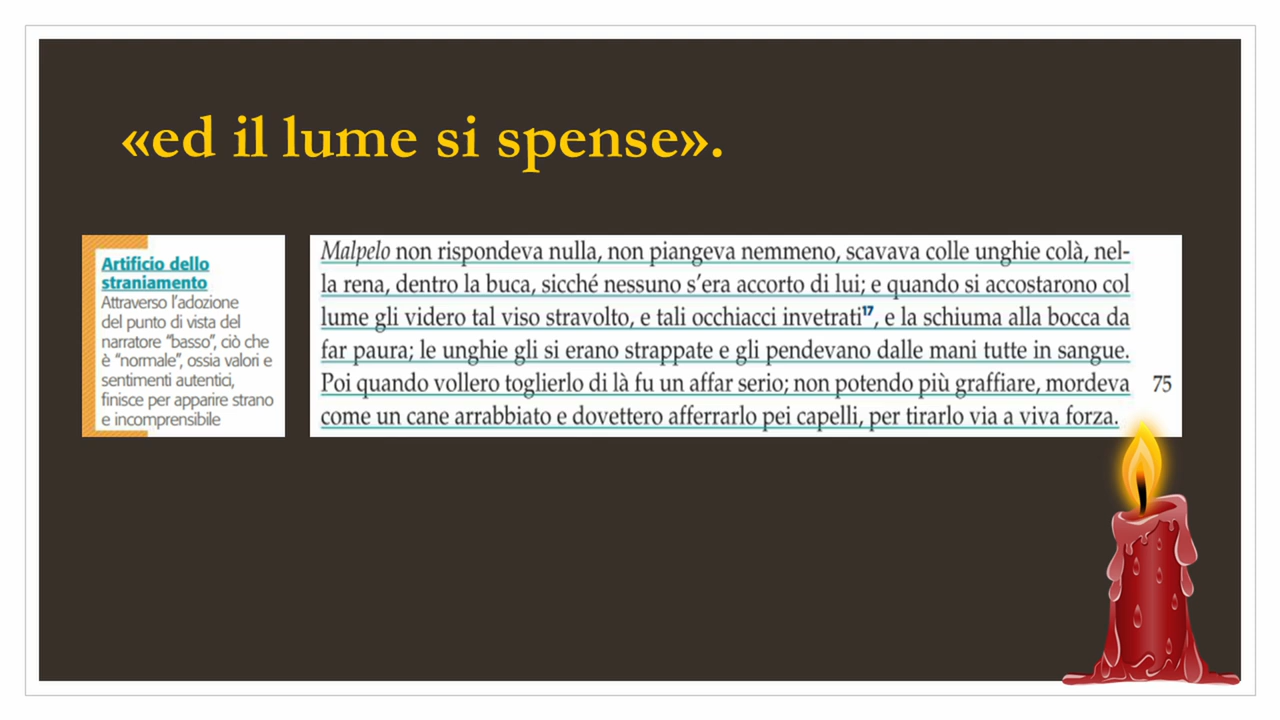 «ed il lume si spense».
Artificio dello
straniamento
Attraverso l'adozione
del punto di vista del
narratore "basso", ciò che
è "normale", ossia valori e
sentimenti autentici,
finisce per apparire strano
e incomprensibile
Malpelo non rispondeva nulla, non piangeva nemmeno, scavava colle unghie colà, nel-
la rena, dentro la buca, sicché nessuno s'era accorto di lui; e quando si accostarono col
lume gli videro tal viso stravolto, e tali occhiacci invetrati17, e la schiuma alla bocca da
far paura; le unghie gli si erano strappate e gli pendevano dalle mani tutte in sangue.
Poi quando vollero toglierlo di là fu un affar serio; non potendo più graffiare, mordeva 75
come un cane arrabbiato e dovettero afferrarlo pei capelli, per tirarlo via a viva forza.